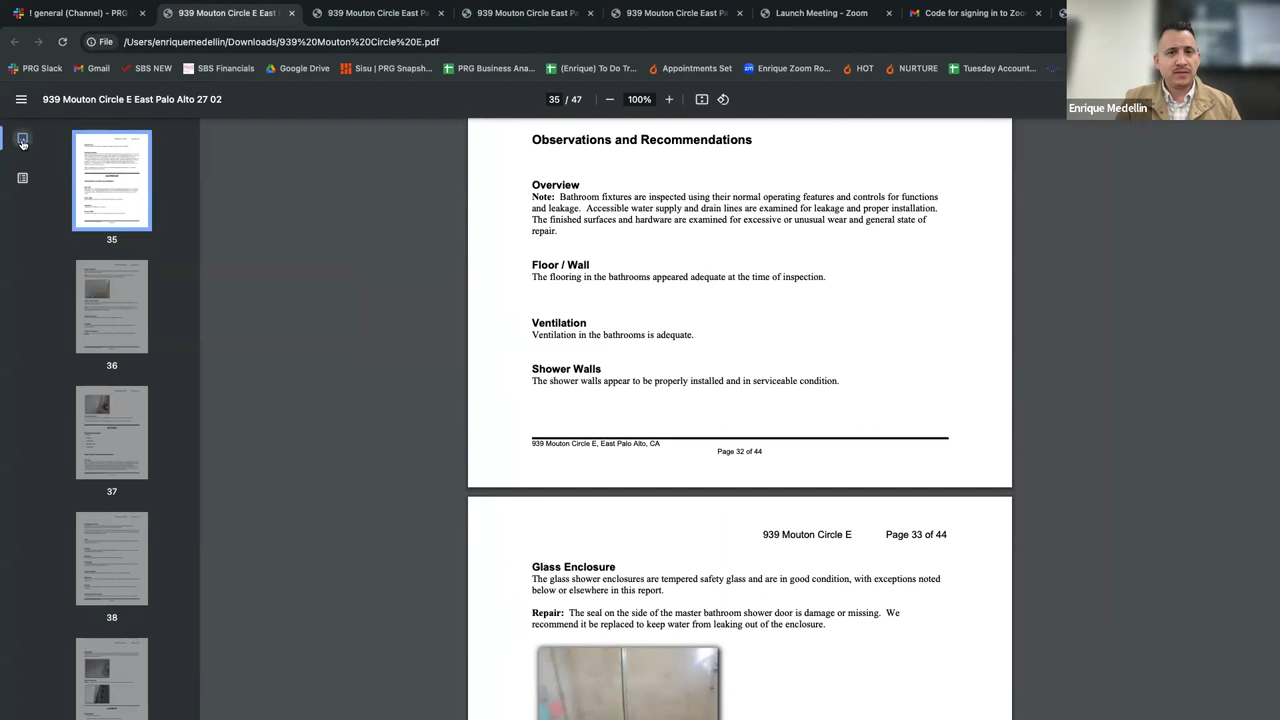 ! general (Channel) - PRG
939 Mouton Circle E East
939 Mouton Circle E East Pa
939 Mouton Circle E East Pa
939 Mouton Circle E East Pa
Launch Meeting - Zoom
Code for signing in to Zoo
File
/Users/enriquemedellin/Downloads/939%20Mouton%20Circle%20E.pdf
PRG Slack
Gmail
SBS NEW
SBS Financials
Google Drive
Sisu | PRG Snapsh...
ss Ana...
(Enrique) To Do Tr...
Appointments Set
Enrique Zoom Ro...
HOT
NURTURE
Tuesday Account...
Enrique Medellin
939 Mouton Circle E East Palo Alto 27 02
35 / 47
100%
35
36
37
38
Observations and Recommendations
Overview
Note: Bathroom fixtures are inspected using their normal operating features and controls for functions
and leakage. Accessible water supply and drain lines are examined for leakage and proper installation.
The finished surfaces and hardware are examined for excessive or unusual wear and general state of
repair.
Floor / Wall
The flooring in the bathrooms appeared adequate at the time of inspection.
Ventilation
Ventilation in the bathrooms is adequate.
Shower Walls
The shower walls appear to be properly installed and in serviceable condition.
939 Mouton Circle E, East Palo Alto, CA
Page 32 of 44
939 Mouton Circle E Page 33 of 44
Glass Enclosure
The glass shower enclosures are tempered safety glass and are in good condition, with exceptions noted
below or elsewhere in this report.
Repair: The seal on the side of the master bathroom shower door is damage or missing. We
recommend it be replaced to keep water from leaking out of the enclosure.